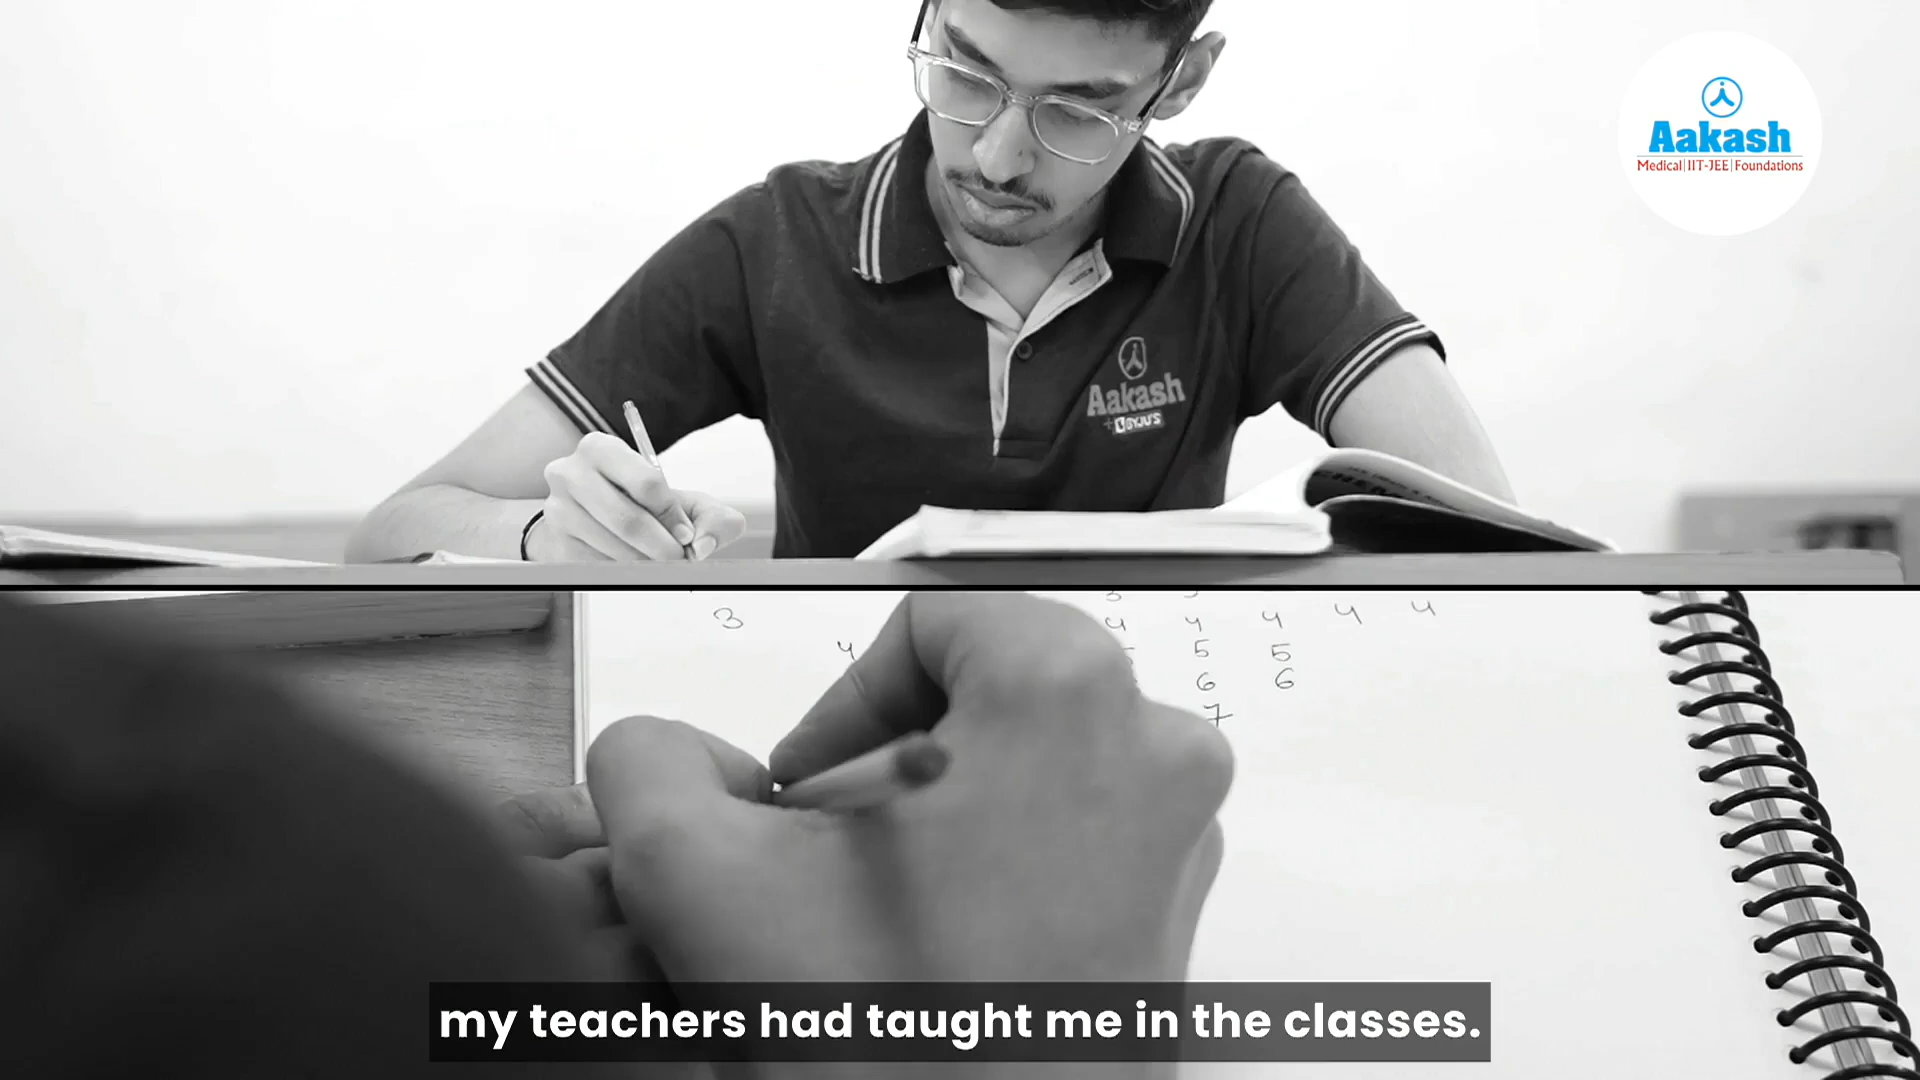 Aakash
Medical|IIT-JEE|Foundations
Aakash
+BYJU'S
3 4 4 4 4 4
4 5 5
6 6
7
my teachers had taught me in the classes.